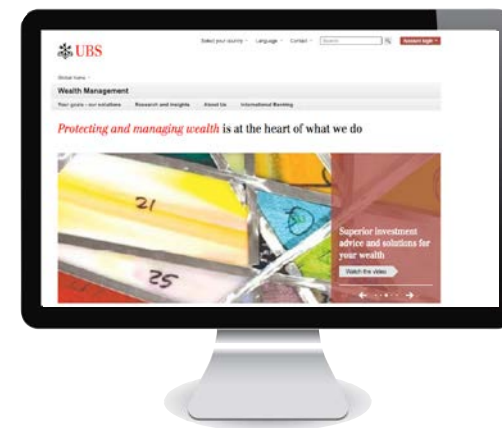 Select your country Language Contact Search Account login
UBS
Global home
Wealth Management
Your goals – our solutions Research and insights About Us International Banking
Protecting and managing wealth is at the heart of what we do
21
25
Superior investment
advice and solutions for
your wealth
Watch the video